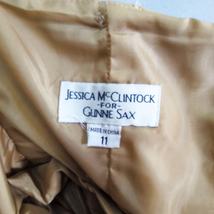 JESSICA McCLINTOCK
-FOR-
GUNNE SAX
MADE IN CHINA
11